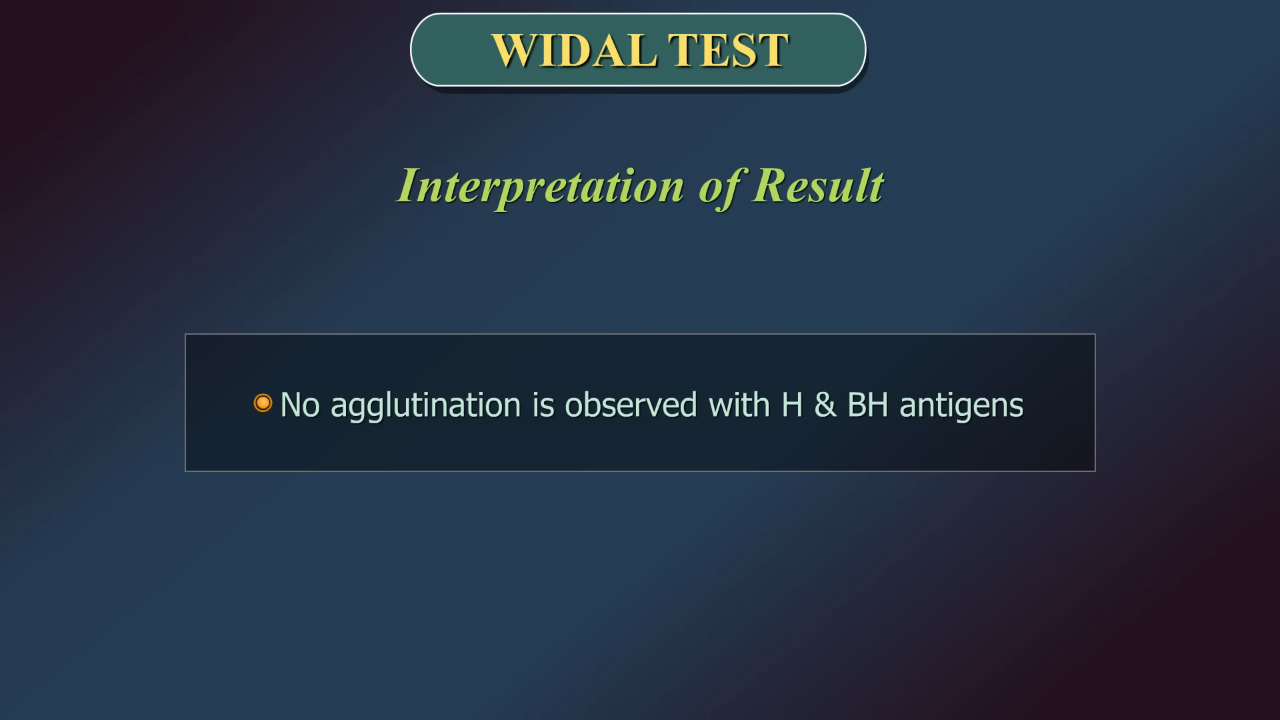 WIDAL TEST
Interpretation of Result
No agglutination is observed with H & BH antigens